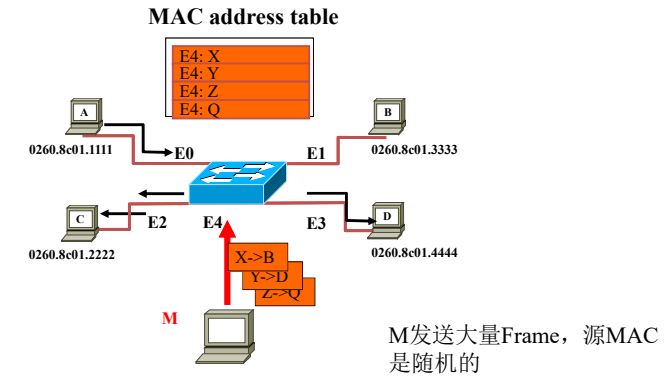 MAC address table
E4: X
E4: Y
E4: Z
E4: Q
A
B
0260.8c01.1111
E0
E1
0260.8c01.3333
C
E2
E4
E3
D
0260.8c01.2222
0260.8c01.4444
X->B
Y->D
Z->Q
M
M发送大量Frame，源MAC
是随机的